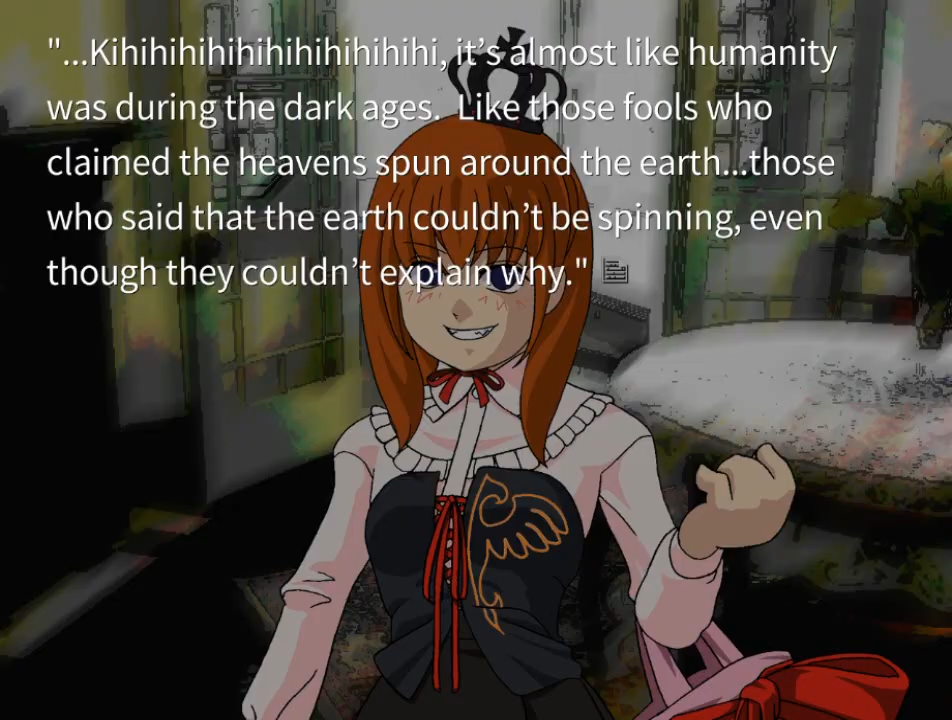 "...Kihihihihihihihihihihihi, it’s almost like humanity
was during the dark ages.  Like those fools who
claimed the heavens spun around the earth...those
who said that the earth couldn’t be spinning, even
though they couldn’t explain why."